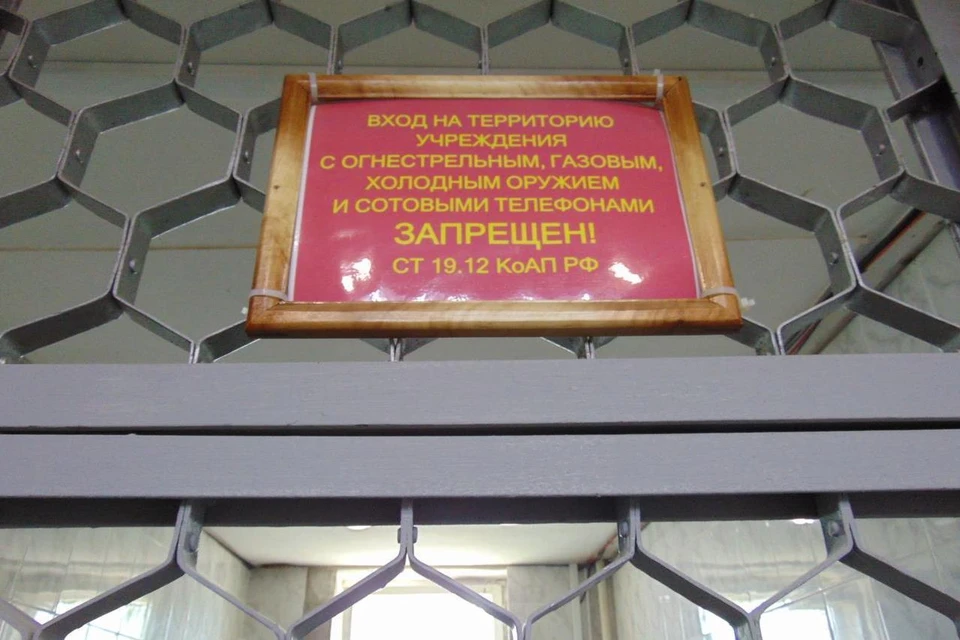 ВХОД НА ТЕРРИТОРИЮ
УЧРЕЖДЕНИЯ
С ОГНЕСТРЕЛЬНЫМ, ГАЗОВЫМ,
ХОЛОДНЫМ ОРУЖИЕМ
И СОТОВЫМИ ТЕЛЕФОНАМИ
ЗАПРЕЩЕН!
СТ 19.12 КоАП РФ